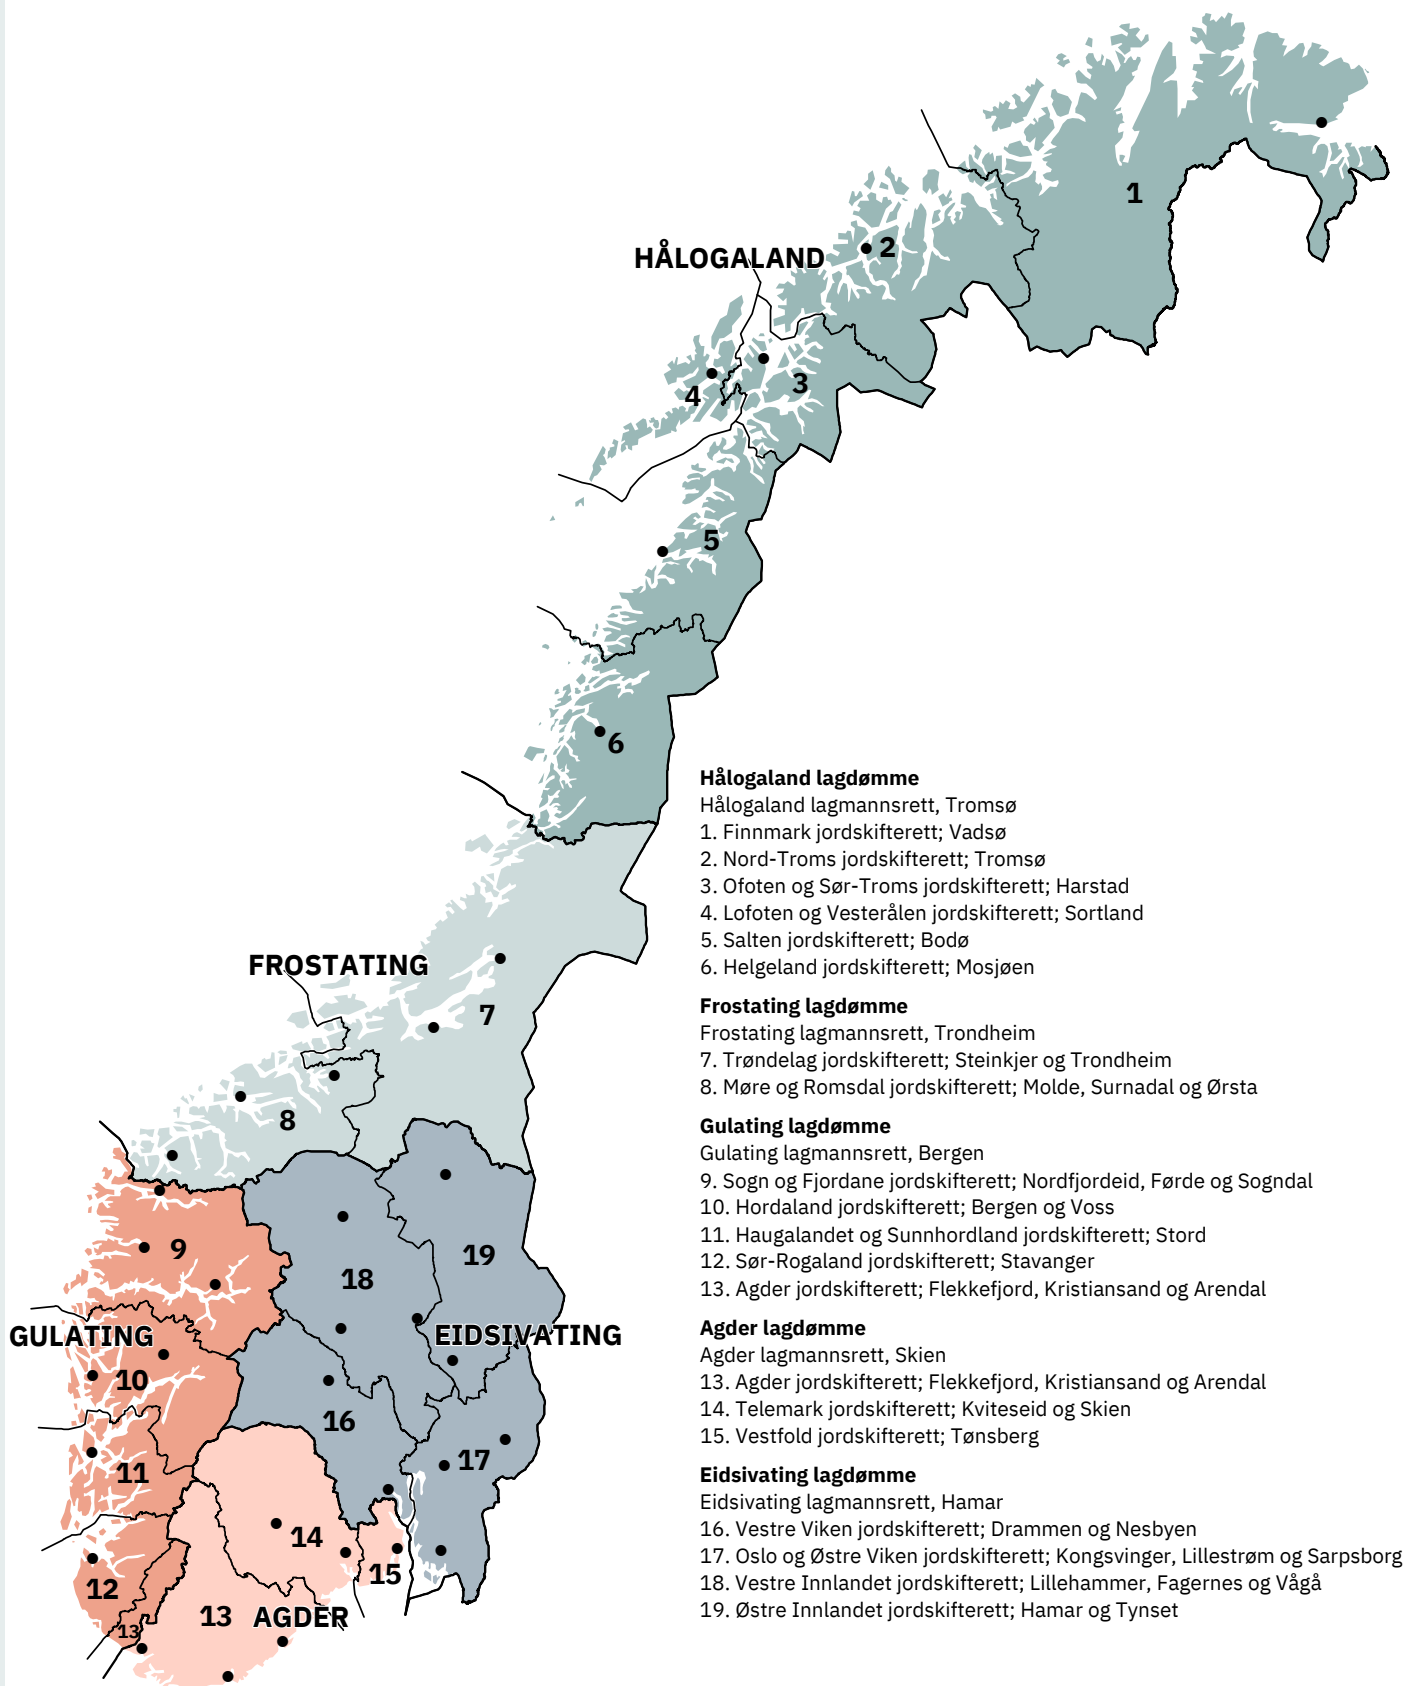 1
2
HÅLOGALAND
3
4
5
6
FROSTATING
7
8
9
19
18
GULATING
EIDSIVATING
10
16
17
11
14
15
12
13
AGDER
13
Hålogaland lagdømme
Hålogaland lagmannsrett, Tromsø
1. Finnmark jordskifterett; Vadsø
2. Nord-Troms jordskifterett; Tromsø
3. Ofoten og Sør-Troms jordskifterett; Harstad
4. Lofoten og Vesterålen jordskifterett; Sortland
5. Salten jordskifterett; Bodø
6. Helgeland jordskifterett; Mosjøen
Frostating lagdømme
Frostating lagmannsrett, Trondheim
7. Trøndelag jordskifterett; Steinkjer og Trondheim
8. Møre og Romsdal jordskifterett; Molde, Surnadal og Ørsta
Gulating lagdømme
Gulating lagmannsrett, Bergen
9. Sogn og Fjordane jordskifterett; Nordfjordeid, Førde og Sogndal
10. Hordaland jordskifterett; Bergen og Voss
11. Haugalandet og Sunnhordland jordskifterett; Stord
12. Sør-Rogaland jordskifterett; Stavanger
13. Agder jordskifterett; Flekkefjord, Kristiansand og Arendal
Agder lagdømme
Agder lagmannsrett, Skien
13. Agder jordskifterett; Flekkefjord, Kristiansand og Arendal
14. Telemark jordskifterett; Kviteseid og Skien
15. Vestfold jordskifterett; Tønsberg
Eidsivating lagdømme
Eidsivating lagmannsrett, Hamar
16. Vestre Viken jordskifterett; Drammen og Nesbyen
17. Oslo og Østre Viken jordskifterett; Kongsvinger, Lillestrøm og Sarpsborg
18. Vestre Innlandet jordskifterett; Lillehammer, Fagernes og Vågå
19. Østre Innlandet jordskifterett; Hamar og Tynset